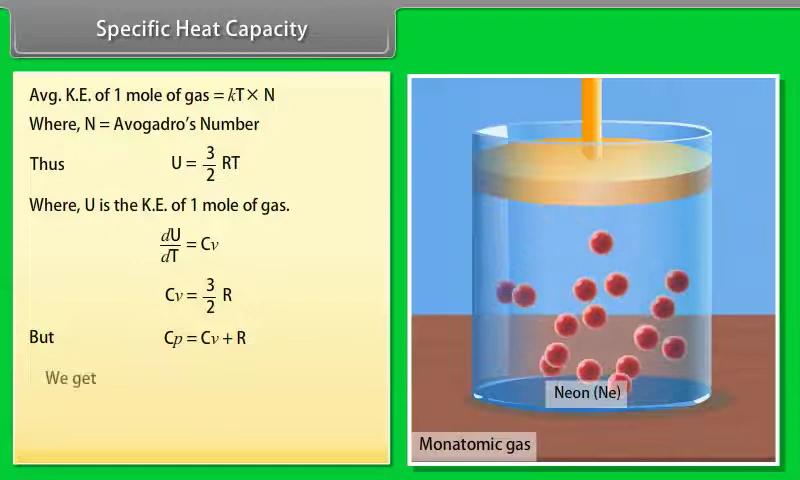 Specific Heat Capacity
Avg. K.E. of 1 mole of gas = kT × N
Where, N = Avogadro's Number
Thus U = 3/2 RT
Where, U is the K.E. of 1 mole of gas.
dU/dT = Cv
Cv = 3/2 R
But Cp = Cv + R
We get
Neon (Ne)
Monatomic gas